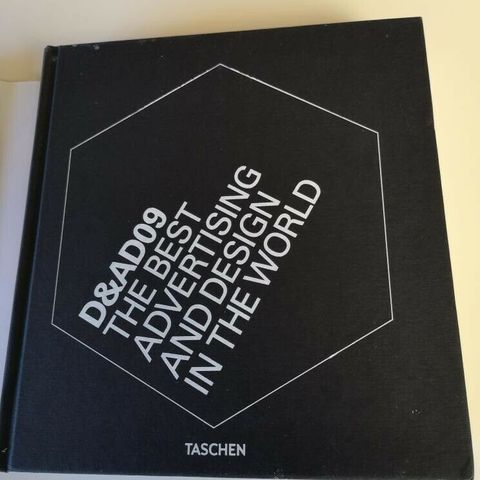 D&AD09
THE BEST
ADVERTISING
AND DESIGN
IN THE WORLD
TASCHEN